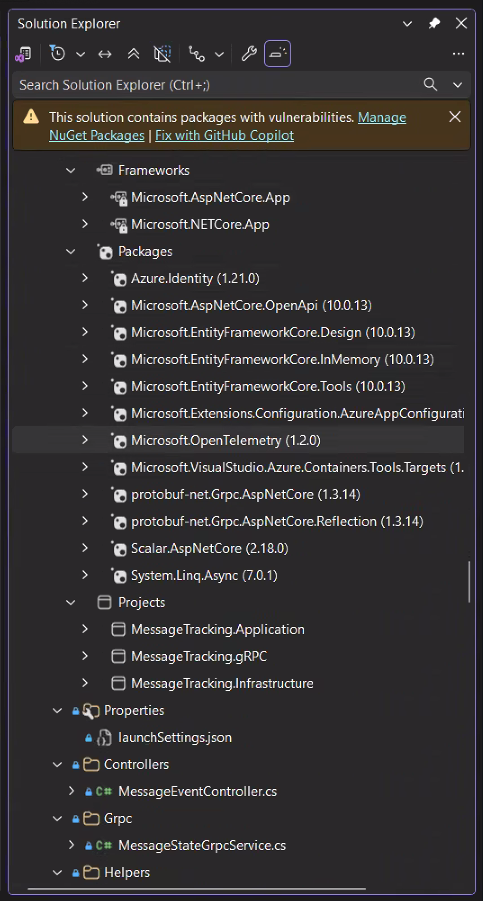 Solution Explorer
Search Solution Explorer (Ctrl+;)
This solution contains packages with vulnerabilities. Manage
NuGet Packages | Fix with GitHub Copilot
Frameworks
Microsoft.AspNetCore.App
Microsoft.NETCore.App
Packages
Azure.Identity (1.21.0)
Microsoft.AspNetCore.OpenApi (10.0.13)
Microsoft.EntityFrameworkCore.Design (10.0.13)
Microsoft.EntityFrameworkCore.InMemory (10.0.13)
Microsoft.EntityFrameworkCore.Tools (10.0.13)
Microsoft.Extensions.Configuration.AzureAppConfigurati
Microsoft.OpenTelemetry (1.2.0)
Microsoft.VisualStudio.Azure.Containers.Tools.Targets (1.
protobuf-net.Grpc.AspNetCore (1.3.14)
protobuf-net.Grpc.AspNetCore.Reflection (1.3.14)
Scalar.AspNetCore (2.18.0)
System.Linq.Async (7.0.1)
Projects
MessageTracking.Application
MessageTracking.gRPC
MessageTracking.Infrastructure
Properties
launchSettings.json
Controllers
C# MessageEventController.cs
Grpc
C# MessageStateGrpcService.cs
Helpers